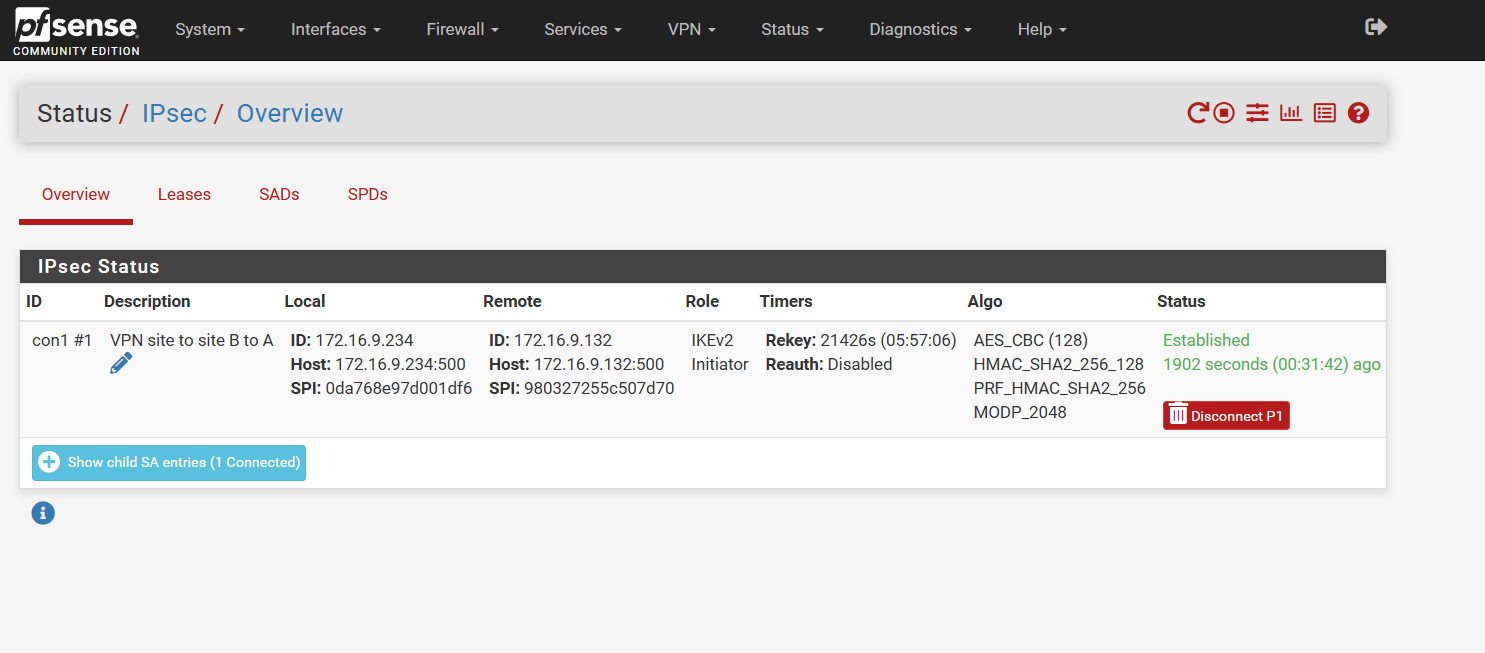 pfsense
COMMUNITY EDITION
System Interfaces Firewall Services VPN Status Diagnostics Help
Status / IPsec / Overview
Overview Leases SADs SPDs
IPsec Status
ID Description Local Remote Role Timers Algo Status
con1 #1 VPN site to site B to A ID: 172.16.9.234 ID: 172.16.9.132 IKEv2 Rekey: 21426s (05:57:06) AES_CBC (128) Established
Host: 172.16.9.234:500 Host: 172.16.9.132:500 Initiator Reauth: Disabled HMAC_SHA2_256_128 1902 seconds (00:31:42) ago
SPI: 0da768e97d001df6 SPI: 980327255c507d70 PRF_HMAC_SHA2_256
MODP_2048 Disconnect P1
Show child SA entries (1 Connected)